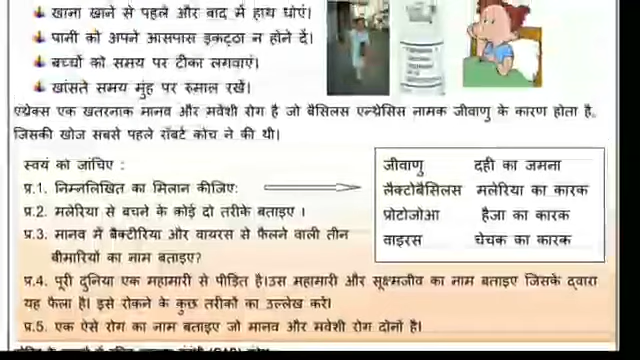 खाना खाने से पहले और बाद में हाथ धोएं।
पानी को अपने आसपास इकट्ठा न होने दें।
बच्चों को समय पर टीका लगवाएं।
खांसते समय मुंह पर रुमाल रखें।
एंथ्रेक्स एक खतरनाक मानव और मवेशी रोग है जो बैसिलस एन्थ्रेसिस नामक जीवाणु के कारण होता है,
जिसकी खोज सबसे पहले रॉबर्ट कोच ने की थी।
स्वयं को जांचिए :
प्र.1. निम्नलिखित का मिलान कीजिए:
प्र.2. मलेरिया से बचने के कोई दो तरीके बताइए ।
प्र.3. मानव में बैक्टीरिया और वायरस से फैलने वाली तीन
बीमारियों का नाम बताइए?
जीवाणु दही का जमना
लैक्टोबैसिलस मलेरिया का कारक
प्रोटोजोआ हैजा का कारक
वाइरस चेचक का कारक
प्र.4. पूरी दुनिया एक महामारी से पीड़ित है।उस महामारी और सूक्ष्मजीव का नाम बताइए जिसके द्वारा
यह फैला है। इसे रोकने के कुछ तरीकों का उल्लेख करें।
प्र.5. एक ऐसे रोग का नाम बताइए जो मानव और मवेशी रोग दोनों है।